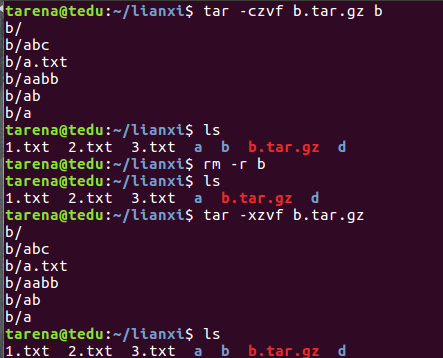 tarena@tedu:~/lianxi$ tar -czvf b.tar.gz b
b/
b/abc
b/a.txt
b/aabb
b/ab
b/a
tarena@tedu:~/lianxi$ ls
1.txt  2.txt  3.txt  a  b  b.tar.gz  d
tarena@tedu:~/lianxi$ rm -r b
tarena@tedu:~/lianxi$ ls
1.txt  2.txt  3.txt  a  b.tar.gz  d
tarena@tedu:~/lianxi$ tar -xzvf b.tar.gz
b/
b/abc
b/a.txt
b/aabb
b/ab
b/a
tarena@tedu:~/lianxi$ ls
1.txt  2.txt  3.txt  a  b  b.tar.gz  d